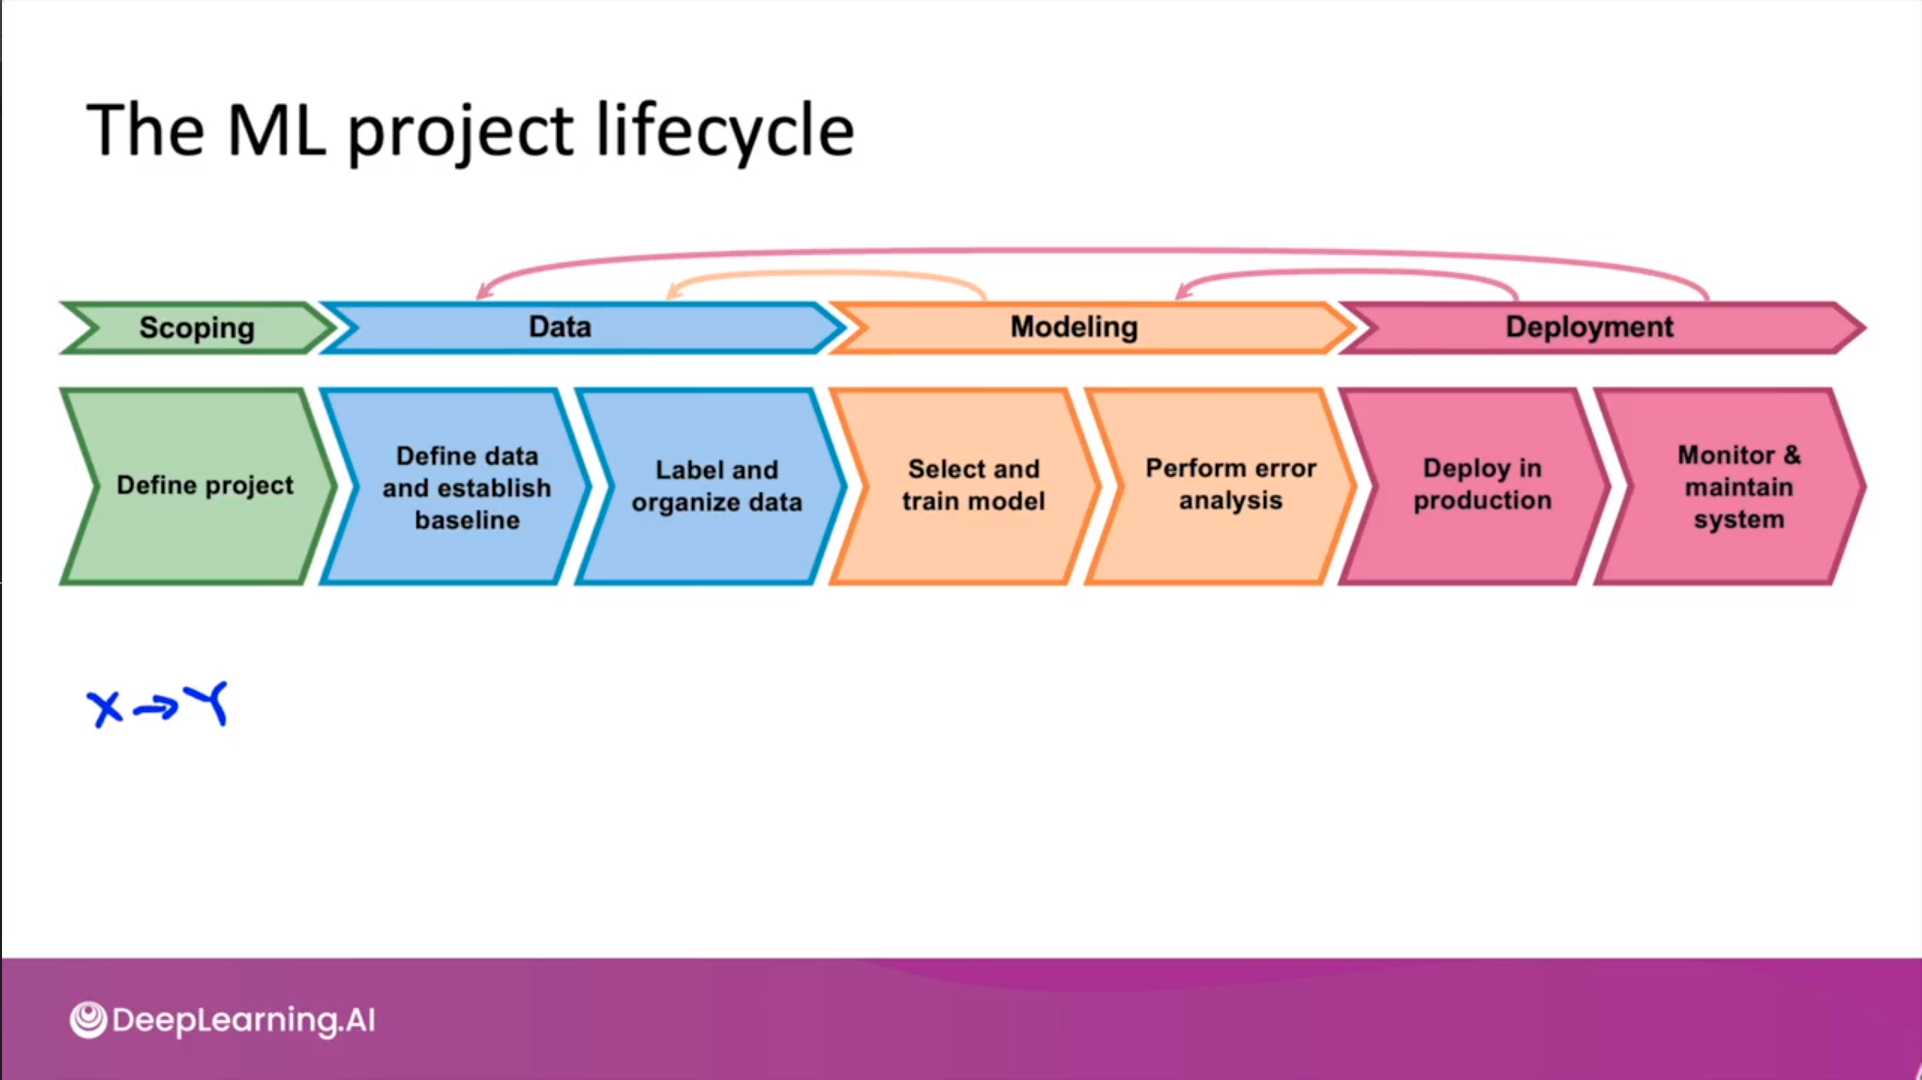 The ML project lifecycle
Scoping
Data
Modeling
Deployment
Define project
Define data
and establish
baseline
Label and
organize data
Select and
train model
Perform error
analysis
Deploy in
production
Monitor &
maintain
system
X → Y
DeepLearning.AI